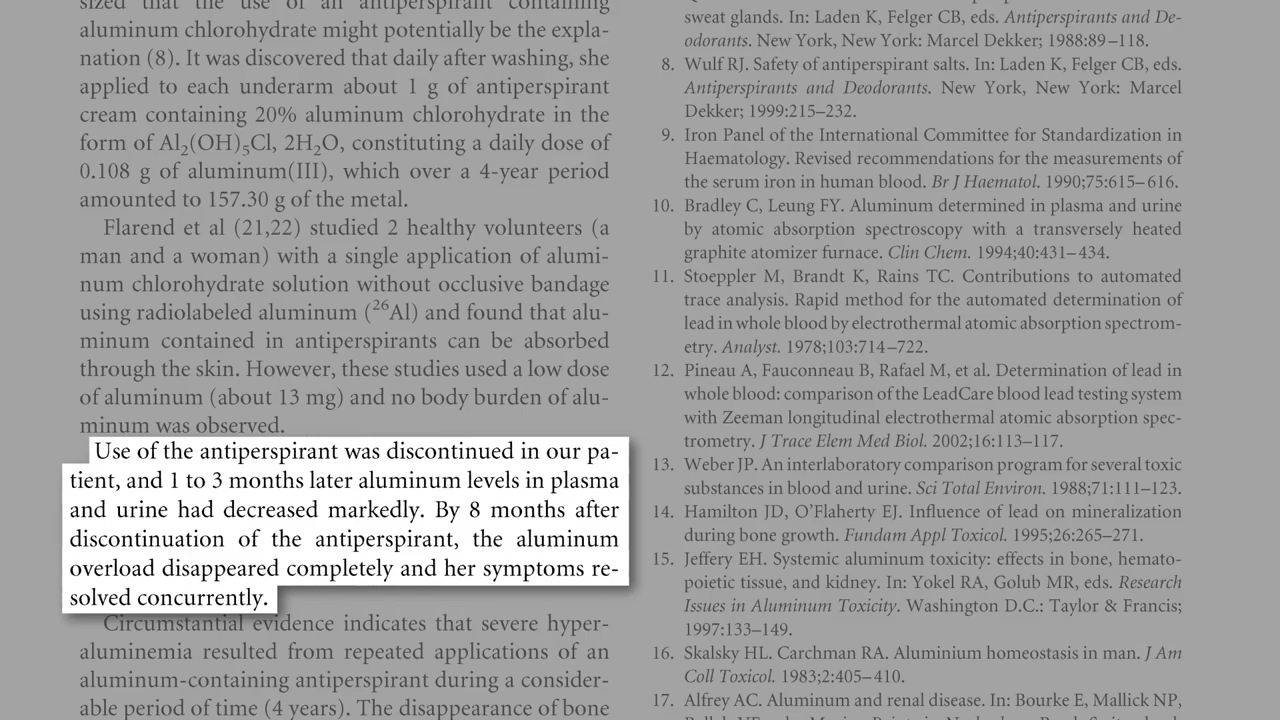 sized that the use of an antiperspirant containing
aluminum chlorohydrate might potentially be the expla-
nation (8). It was discovered that daily after washing, she
applied to each underarm about 1 g of antiperspirant
cream containing 20% aluminum chlorohydrate in the
form of Al₂(OH)₅Cl, 2H₂O, constituting a daily dose of
0.108 g of aluminum(III), which over a 4-year period
amounted to 157.30 g of the metal.
Flarend et al (21,22) studied 2 healthy volunteers (a
man and a woman) with a single application of alumi-
num chlorohydrate solution without occlusive bandage
using radiolabeled aluminum (²⁶Al) and found that alu-
minum contained in antiperspirants can be absorbed
through the skin. However, these studies used a low dose
of aluminum (about 13 mg) and no body burden of alu-
minum was observed.
Use of the antiperspirant was discontinued in our pa-
tient, and 1 to 3 months later aluminum levels in plasma
and urine had decreased markedly. By 8 months after
discontinuation of the antiperspirant, the aluminum
overload disappeared completely and her symptoms re-
solved concurrently.
Circumstantial evidence indicates that severe hyper-
aluminemia resulted from repeated applications of an
aluminum-containing antiperspirant during a consider-
able period of time (4 years). The disappearance of bone
sweat glands. In: Laden K, Felger CB, eds. Antiperspirants and De-
odorants. New York, New York: Marcel Dekker; 1988:89–118.
8. Wulf RJ. Safety of antiperspirant salts. In: Laden K, Felger CB, eds.
Antiperspirants and Deodorants. New York, New York: Marcel
Dekker; 1999:215–232.
9. Iron Panel of the International Committee for Standardization in
Haematology. Revised recommendations for the measurements of
the serum iron in human blood. Br J Haematol. 1990;75:615–616.
10. Bradley C, Leung FY. Aluminum determined in plasma and urine
by atomic absorption spectroscopy with a transversely heated
graphite atomizer furnace. Clin Chem. 1994;40:431–434.
11. Stoeppler M, Brandt K, Rains TC. Contributions to automated
trace analysis. Rapid method for the automated determination of
lead in whole blood by electrothermal atomic absorption spectrom-
etry. Analyst. 1978;103:714–722.
12. Pineau A, Fauconneau B, Rafael M, et al. Determination of lead in
whole blood: comparison of the LeadCare blood lead testing system
with Zeeman longitudinal electrothermal atomic absorption spec-
trometry. J Trace Elem Med Biol. 2002;16:113–117.
13. Weber JP. An interlaboratory comparison program for several toxic
substances in blood and urine. Sci Total Environ. 1988;71:111–123.
14. Hamilton JD, O'Flaherty EJ. Influence of lead on mineralization
during bone growth. Fundam Appl Toxicol. 1995;26:265–271.
15. Jeffery EH. Systemic aluminum toxicity: effects in bone, hemato-
poietic tissue, and kidney. In: Yokel RA, Golub MR, eds. Research
Issues in Aluminum Toxicity. Washington D.C.: Taylor & Francis;
1997:133–149.
16. Skalsky HL. Carchman RA. Aluminium homeostasis in man. J Am
Coll Toxicol. 1983;2:405–410.
17. Alfrey AC. Aluminum and renal disease. In: Bourke E, Mallick NP,